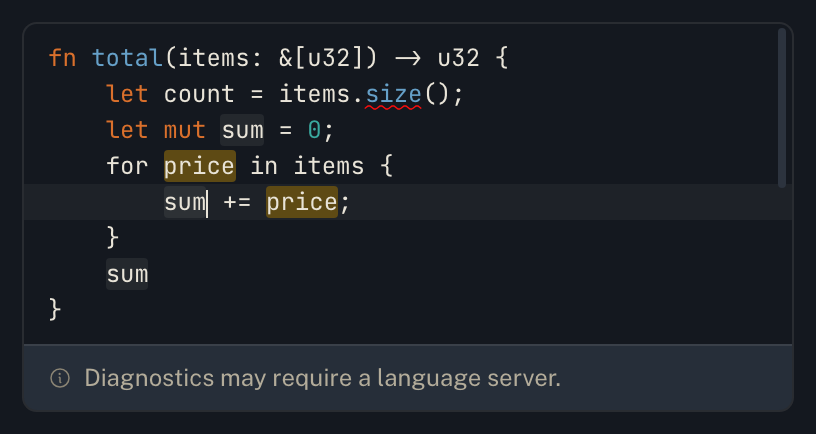 fn total(items: &[u32]) -> u32 {
    let count = items.size();
    let mut sum = 0;
    for price in items {
        sum += price;
    }
    sum
}
Diagnostics may require a language server.